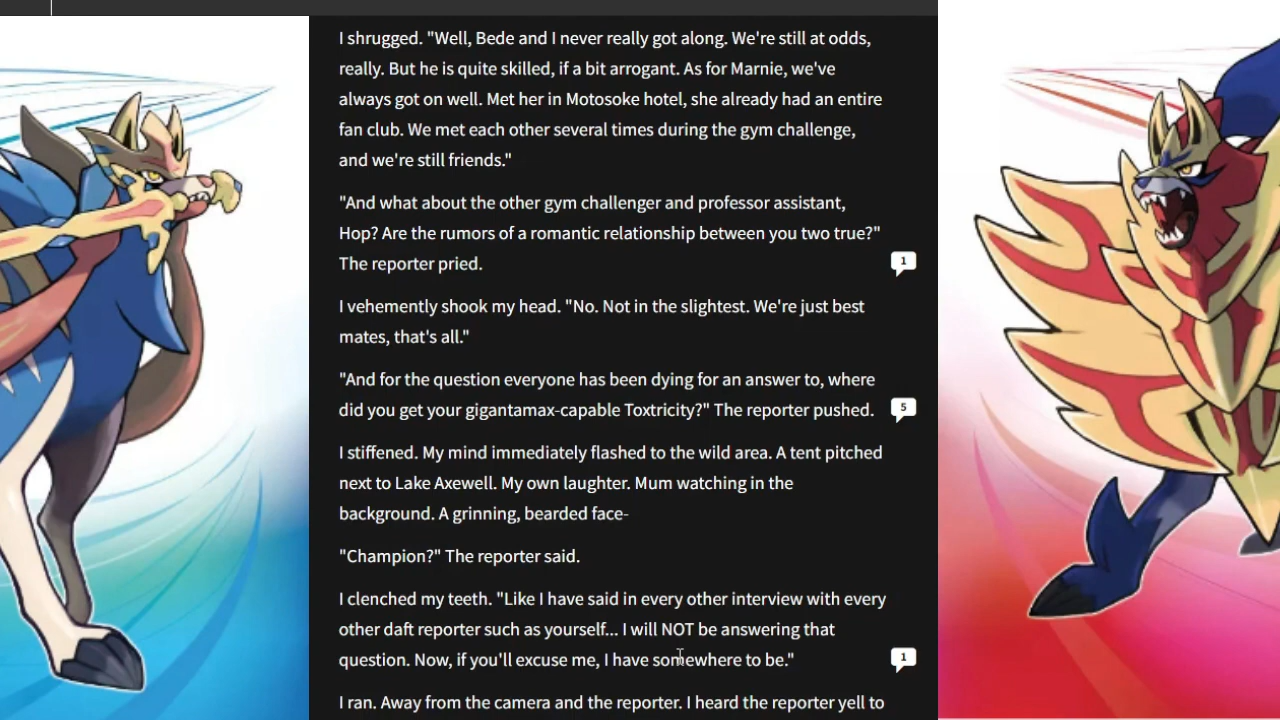 I shrugged. "Well, Bede and I never really got along. We're still at odds,
really. But he is quite skilled, if a bit arrogant. As for Marnie, we've
always got on well. Met her in Motosoke hotel, she already had an entire
fan club. We met each other several times during the gym challenge,
and we're still friends."
"And what about the other gym challenger and professor assistant,
Hop? Are the rumors of a romantic relationship between you two true?"
The reporter pried.
1
I vehemently shook my head. "No. Not in the slightest. We're just best
mates, that's all."
"And for the question everyone has been dying for an answer to, where
did you get your gigantamax-capable Toxtricity?" The reporter pushed.
5
I stiffened. My mind immediately flashed to the wild area. A tent pitched
next to Lake Axewell. My own laughter. Mum watching in the
background. A grinning, bearded face-
"Champion?" The reporter said.
I clenched my teeth. "Like I have said in every other interview with every
other daft reporter such as yourself... I will NOT be answering that
question. Now, if you'll excuse me, I have somewhere to be."
1
I ran. Away from the camera and the reporter. I heard the reporter yell to